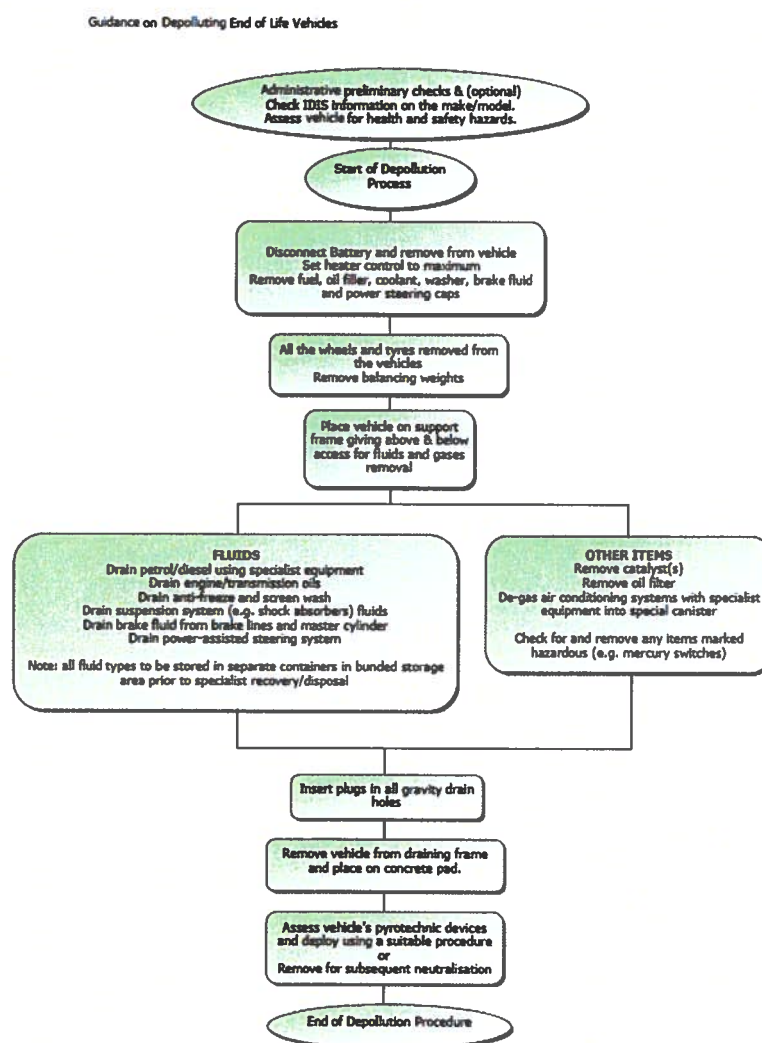 Guidance on Depolluting End of Life Vehicles
Administrative preliminary checks & (optional)
Check IDIS information on the make/model.
Assess vehicle for health and safety hazards.
Start of Depollution
Process
Disconnect Battery and remove from vehicle
Set heater control to maximum
Remove fuel, oil filler, coolant, washer, brake fluid
and power steering caps
All the wheels and tyres removed from
the vehicles
Remove balancing weights
Place vehicle on support
frame giving above & below
access for fluids and gases
removal
FLUIDS
Drain petrol/diesel using specialist equipment
Drain engine/transmission oils
Drain anti-freeze and screen wash
Drain suspension system (e.g. shock absorbers) fluids
Drain brake fluid from brake lines and master cylinder
Drain power-assisted steering system
Note: all fluid types to be stored in separate containers in bunded storage
area prior to specialist recovery/disposal
OTHER ITEMS
Remove catalyst(s)
Remove oil filter
De-gas air conditioning systems with specialist
equipment into special canister
Check for and remove any items marked
hazardous (e.g. mercury switches)
Insert plugs in all gravity drain
holes
Remove vehicle from draining frame
and place on concrete pad.
Assess vehicle's pyrotechnic devices
and deploy using a suitable procedure
or
Remove for subsequent neutralisation
End of Depollution Procedure